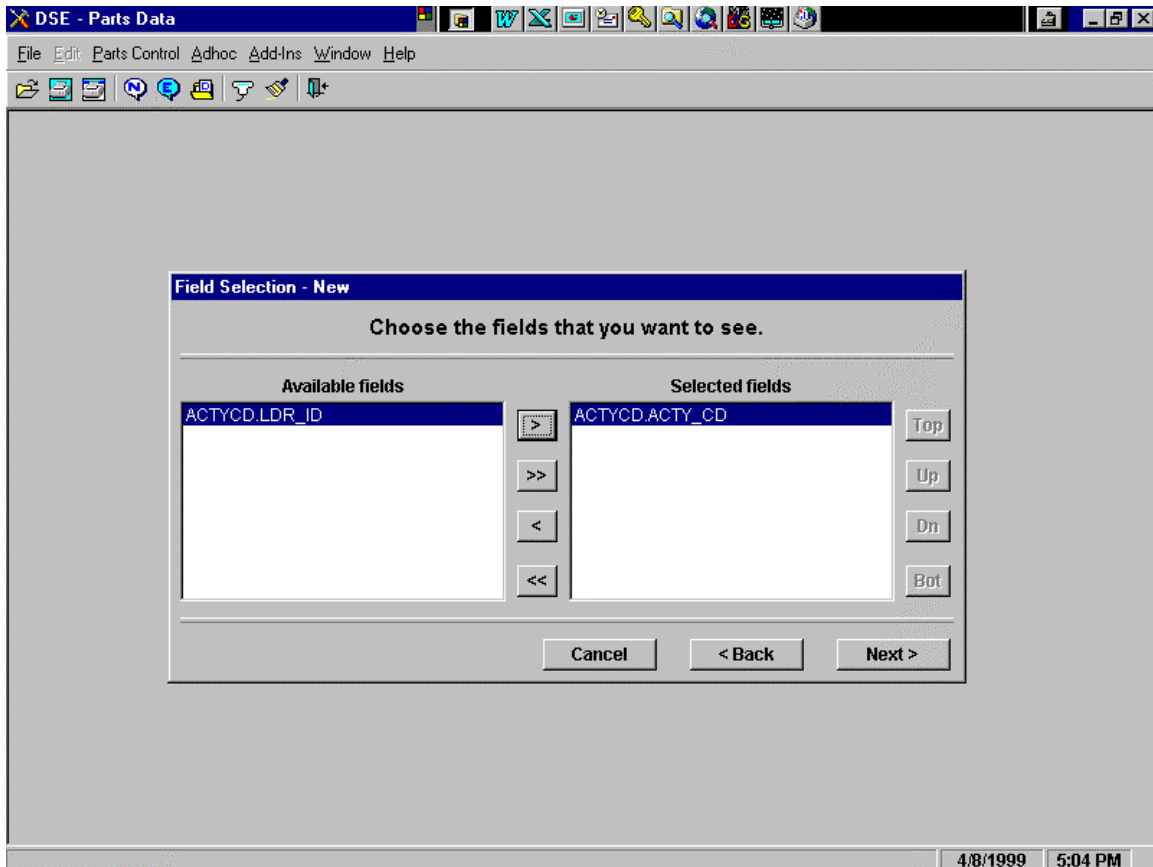 DSE - Parts Data
File Edit Parts Control Adhoc Add-Ins Window Help
N E
Field Selection - New
Choose the fields that you want to see.
Available fields Selected fields
ACTYCD.LDR_ID > ACTYCD.ACTY_CD Top
>> Up
< Dn
<< Bot
Cancel < Back Next >
4/8/1999 5:04 PM